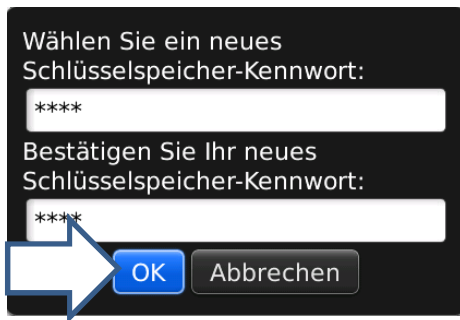 Wählen Sie ein neues
Schlüsselspeicher-Kennwort:
****
Bestätigen Sie Ihr neues
Schlüsselspeicher-Kennwort:
****
OK Abbrechen